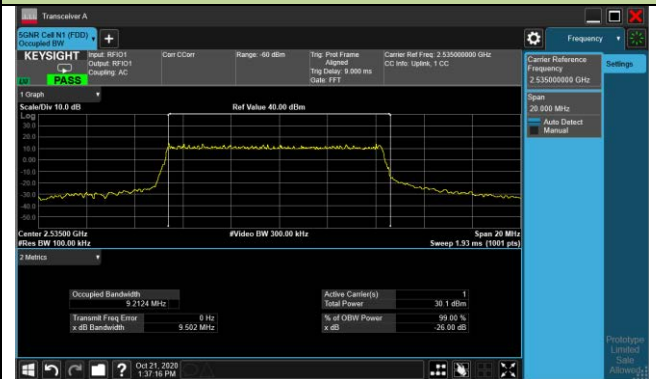 Transceiver A
5GNR Cell N1 (FDD)
Occupied BW
Frequency
KEYSIGHT
Input: RFIO1
Output: RFIO1
Coupling: AC
Corr CCorr
Range: -60 dBm
Trig: Prot Frame
Aligned
Trig Delay: 9.000 ms
Gate: FFT
Carrier Ref Freq: 2.535000000 GHz
CC Info: Uplink, 1 CC
PASS
Carrier Reference
Frequency
2.535000000 GHz
Settings
Span
20.000 MHz
Auto Detect
Manual
1 Graph
Scale/Div 10.0 dB
Ref Value 40.00 dBm
Log
30.0
20.0
10.0
0.00
-10.0
-20.0
-30.0
-40.0
-50.0
Center 2.53500 GHz
#Video BW 300.00 kHz
Span 20 MHz
#Res BW 100.00 kHz
Sweep 1.93 ms (1001 pts)
2 Metrics
Occupied Bandwidth
9.2124 MHz
Active Carrier(s) 1
Total Power 30.1 dBm
Transmit Freq Error 0 Hz
x dB Bandwidth 9.502 MHz
% of OBW Power 99.00 %
x dB -26.00 dB
Prototype
Limited
Sale
Allowed
Oct 21, 2020
1:37:16 PM